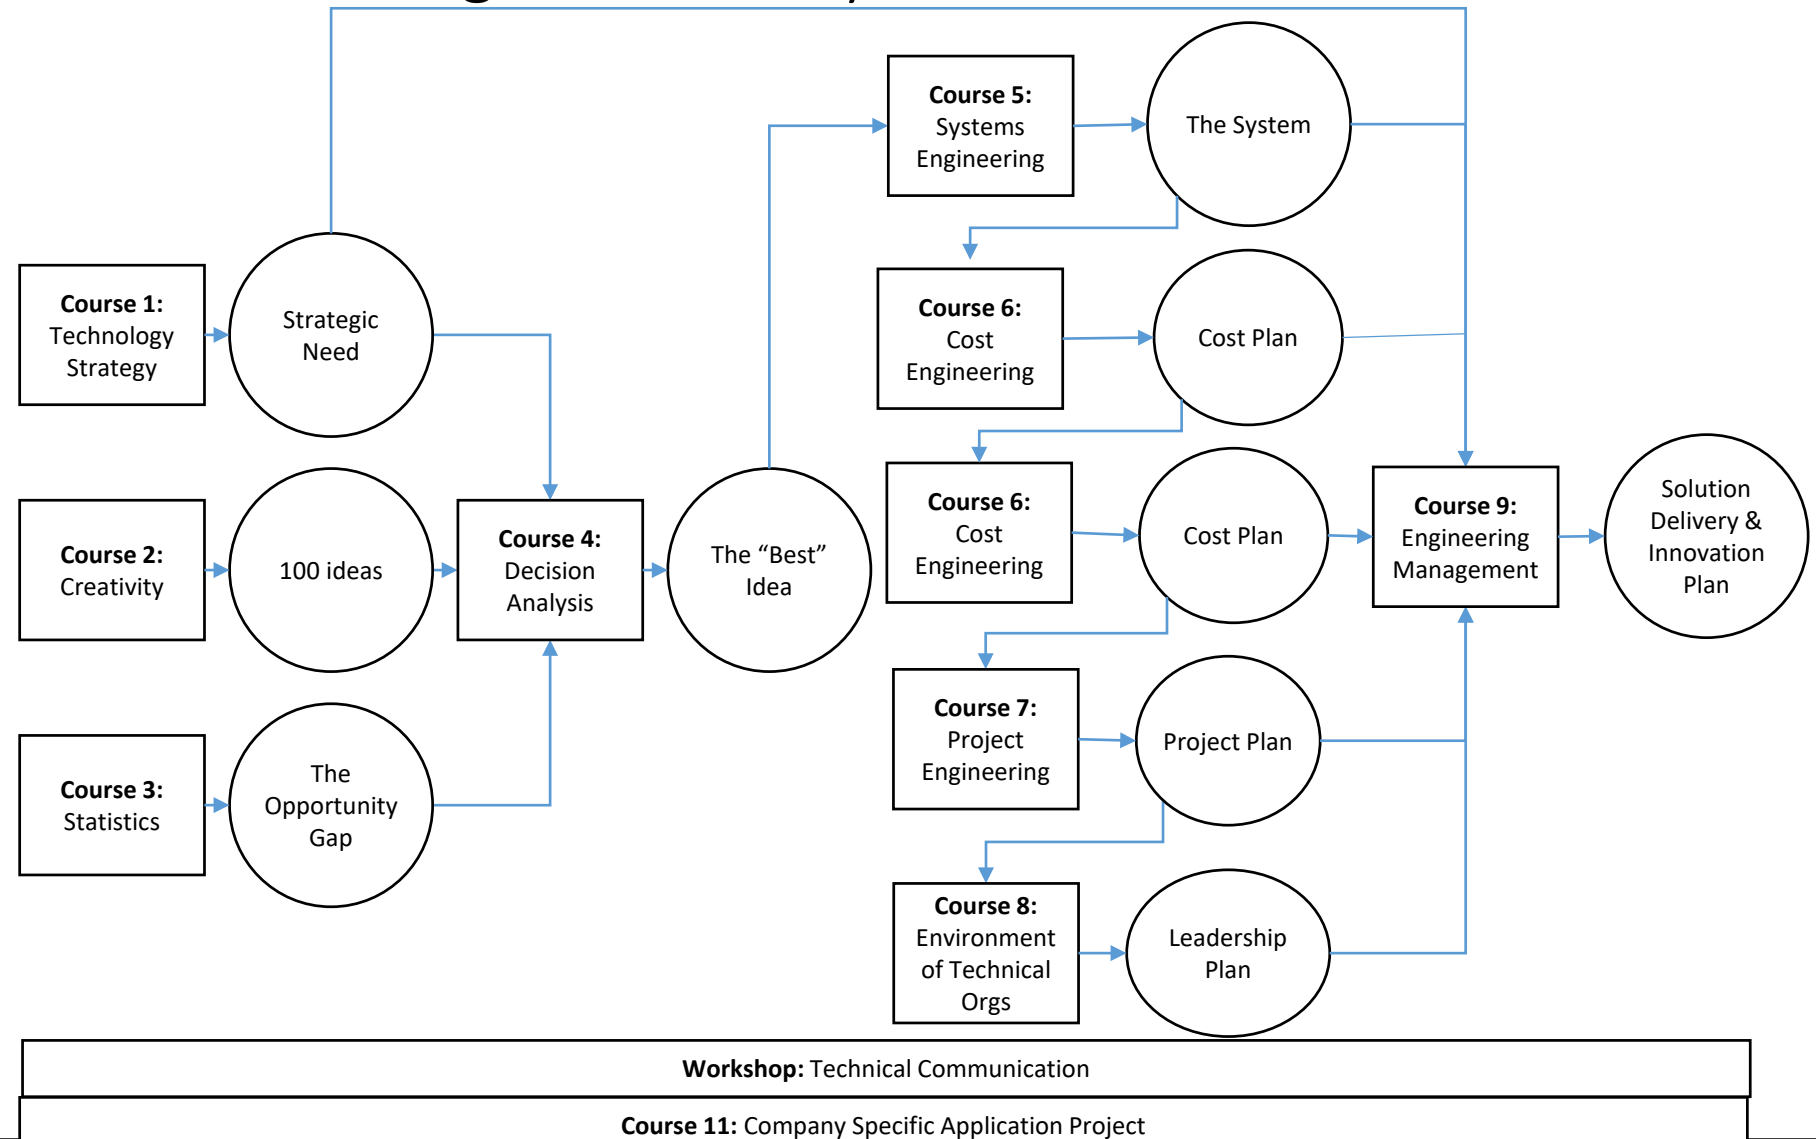 Course 1:
Technology
Strategy
Strategic
Need
Course 2:
Creativity
100 ideas
Course 3:
Statistics
The
Opportunity
Gap
Course 4:
Decision
Analysis
The “Best”
Idea
Course 5:
Systems
Engineering
The System
Course 6:
Cost
Engineering
Cost Plan
Course 6:
Cost
Engineering
Cost Plan
Course 7:
Project
Engineering
Project Plan
Course 8:
Environment
of Technical
Orgs
Leadership
Plan
Course 9:
Engineering
Management
Solution
Delivery &
Innovation
Plan
Workshop: Technical Communication
Course 11: Company Specific Application Project